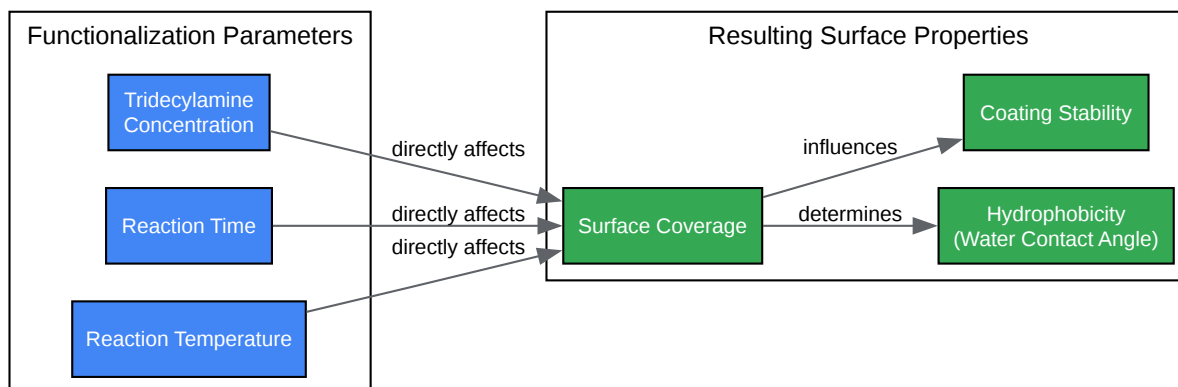 Functionalization Parameters
Tridecylamine
Concentration
Reaction Time
Reaction Temperature
directly affects
directly affects
directly affects
Resulting Surface Properties
Surface Coverage
influences
determines
Coating Stability
Hydrophobicity
(Water Contact Angle)